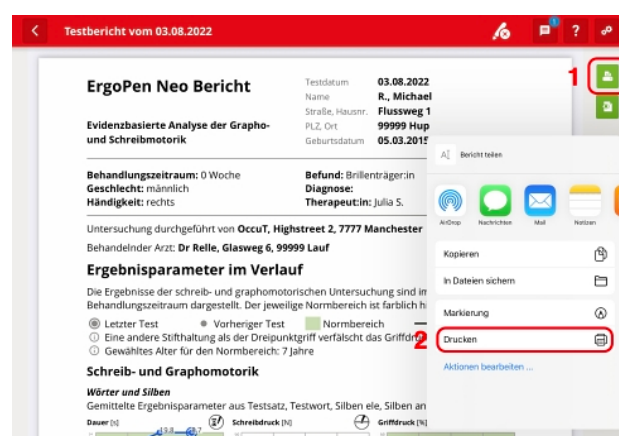 Testbericht vom 03.08.2022
?
1
ErgoPen Neo Bericht
Evidenzbasierte Analyse der Grapho-
und Schreibmotorik
Testdatum 03.08.2022
Name R., Michael
Straße, Hausnr. Flussweg 1
PLZ, Ort 99999 Hup
Geburtsdatum 05.03.2015
Behandlungszeitraum: 0 Woche
Geschlecht: männlich
Händigkeit: rechts
Befund: Brillenträger:in
Diagnose:
Therapeut:in: Julia S.
Untersuchung durchgeführt von OccuT, Highstreet 2, 7777 Manchester
Behandelnder Arzt: Dr Relle, Glasweg 6, 99999 Lauf
Ergebnisparameter im Verlauf
Die Ergebnisse der schreib- und graphomotorischen Untersuchung sind im
Behandlungszeitraum dargestellt. Der jeweilige Normbereich ist farblich
Letzter Test Vorheriger Test Normbereich
Eine andere Stifthaltung als der Dreipunktgriff verfälscht das
Gewähltes Alter für den Normbereich: 7 Jahre
Schreib- und Graphomotorik
Wörter und Silben
Gemittelte Ergebnisparameter aus Testsatz, Testwort, Silben ele, Silben an
Dauer [s] Schreibdruck [N] Griffdruck [%]
Bericht teilen
AirDrop Nachrichten Mail Notizen
Kopieren
In Dateien sichern
Markierung
2
Drucken
Aktionen bearbeiten ...